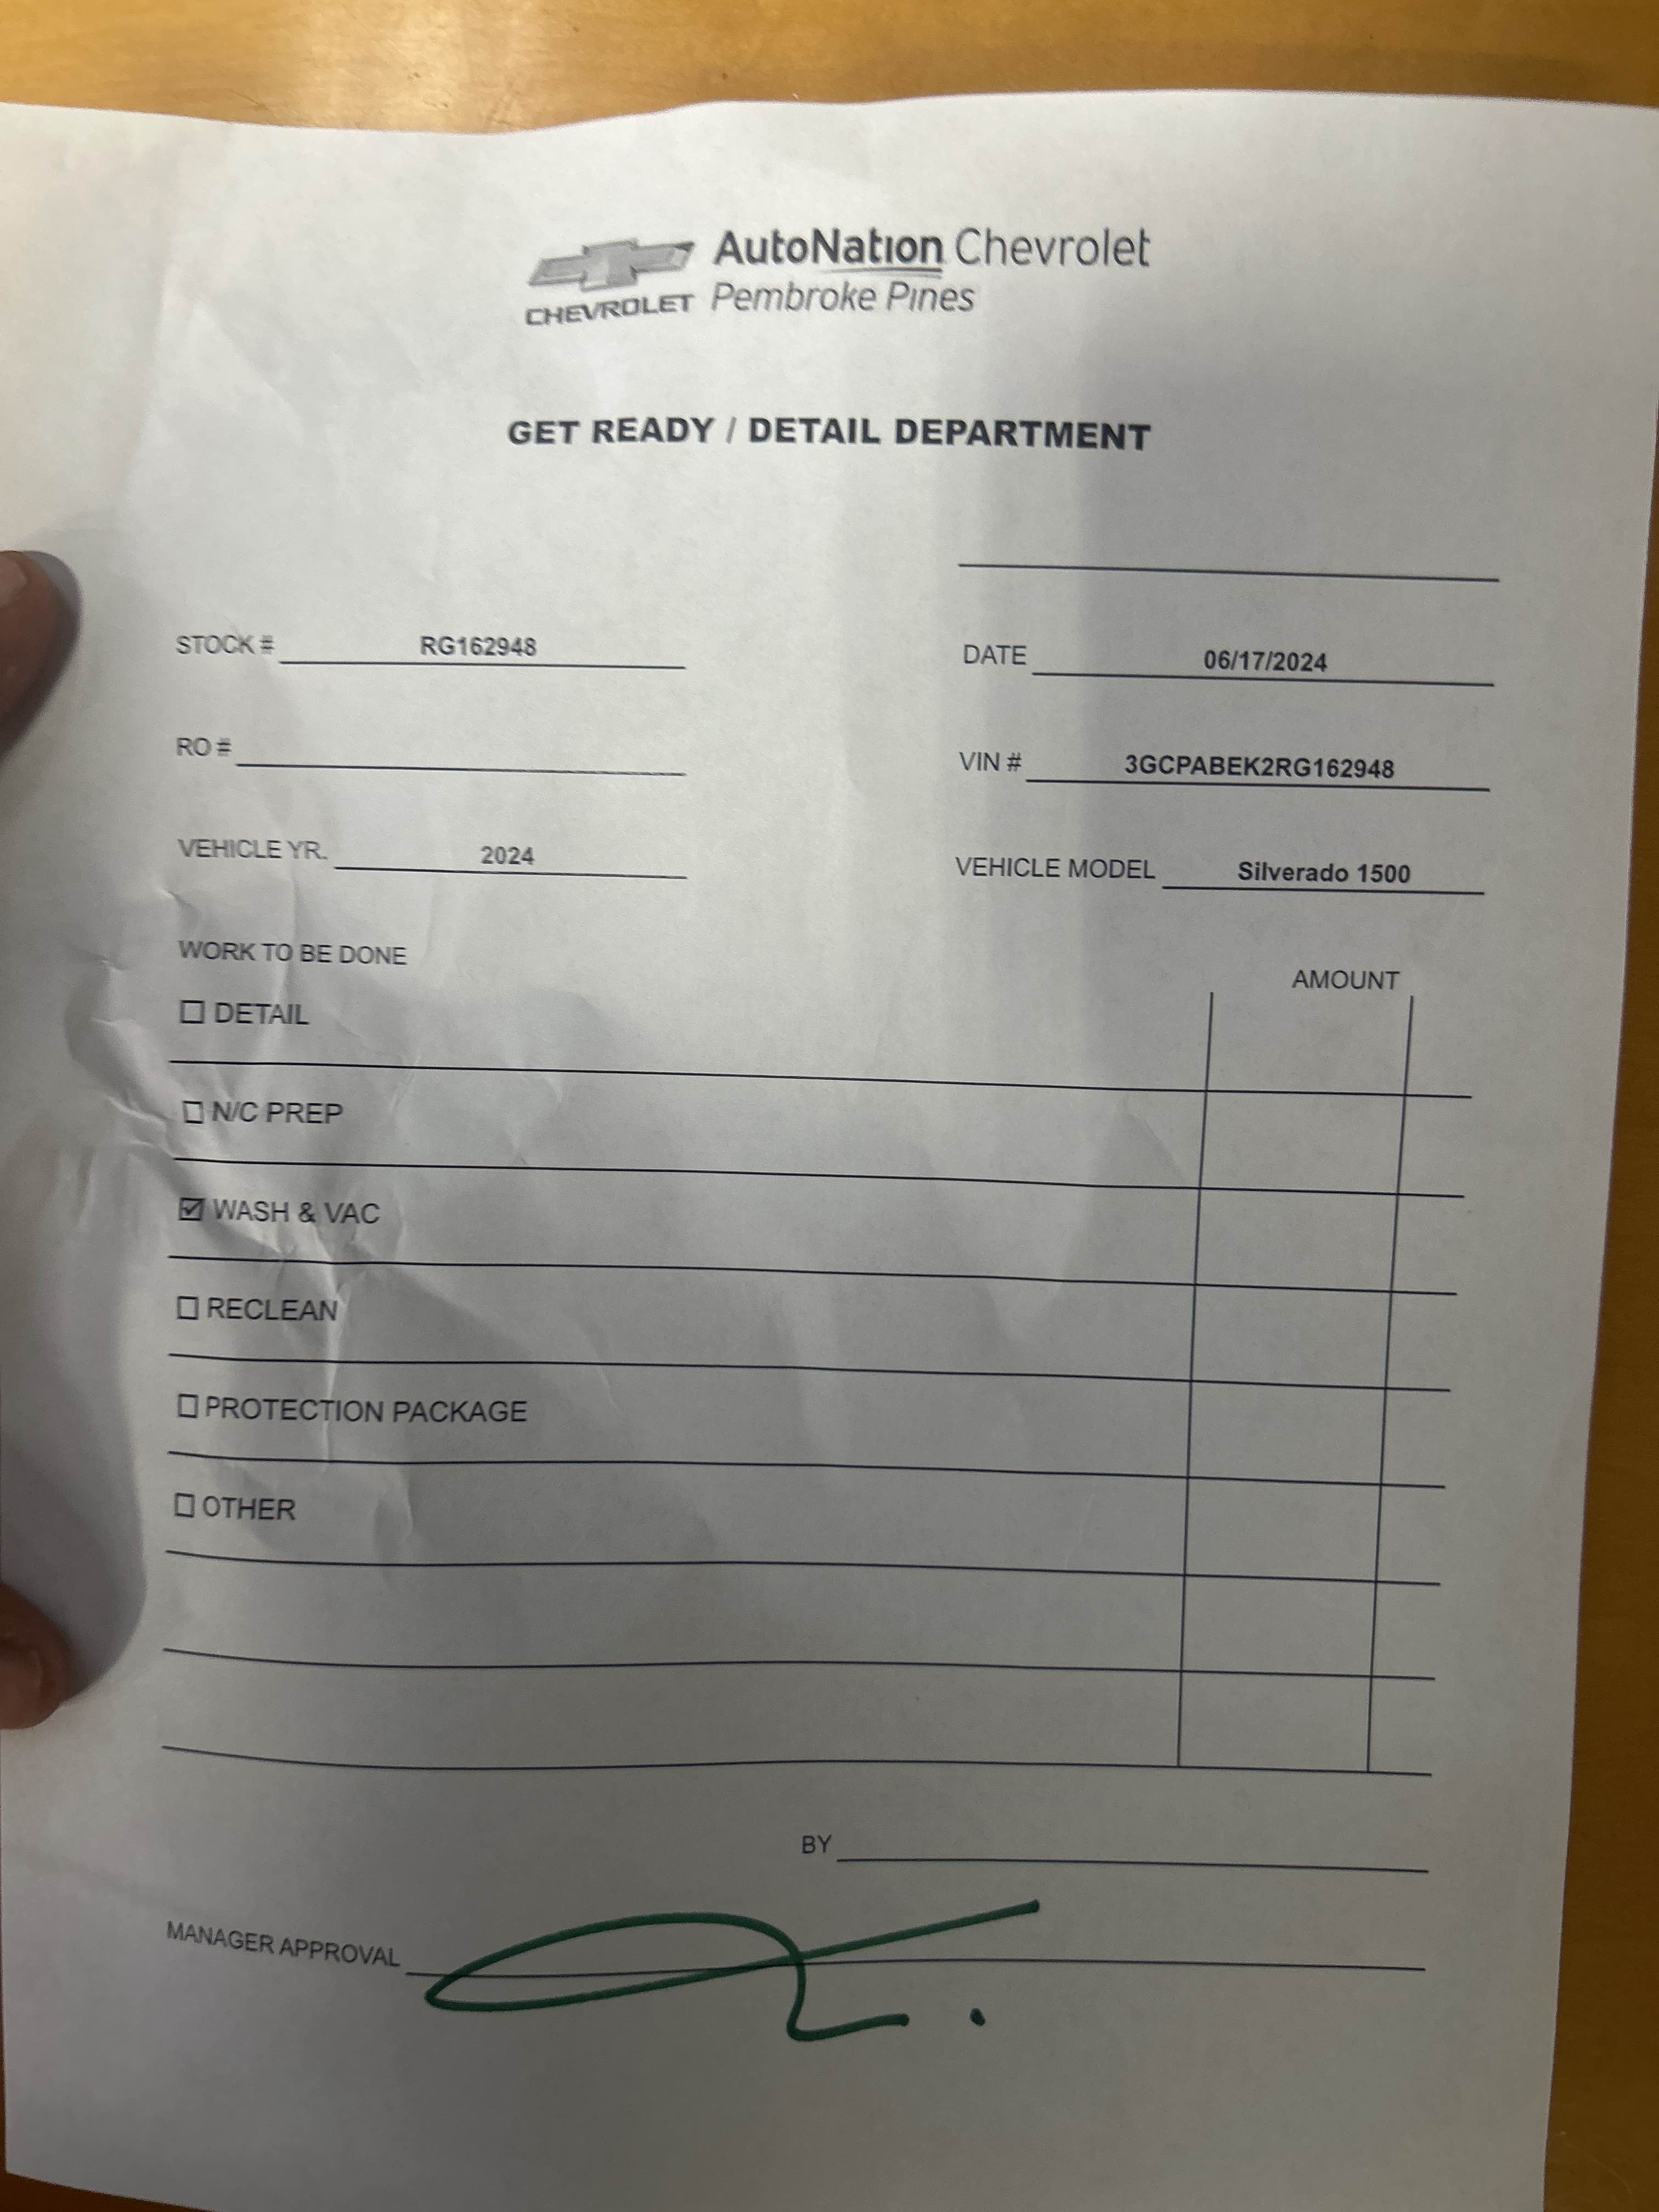 AutoNation Chevrolet
CHEVROLET Pembroke Pines
GET READY / DETAIL DEPARTMENT
STOCK # RG162948
DATE 06/17/2024
RO #
VIN # 3GCPABEK2RG162948
VEHICLE YR. 2024
VEHICLE MODEL Silverado 1500
WORK TO BE DONE
AMOUNT
☐ DETAIL
☐ N/C PREP
☑ WASH & VAC
☐ RECLEAN
☐ PROTECTION PACKAGE
☐ OTHER
BY
MANAGER APPROVAL